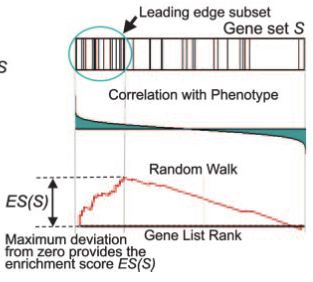 Leading edge subset
Gene set S
S
Correlation with Phenotype
Random Walk
ES(S)
Gene List Rank
Maximum deviation
from zero provides the
enrichment score ES(S)